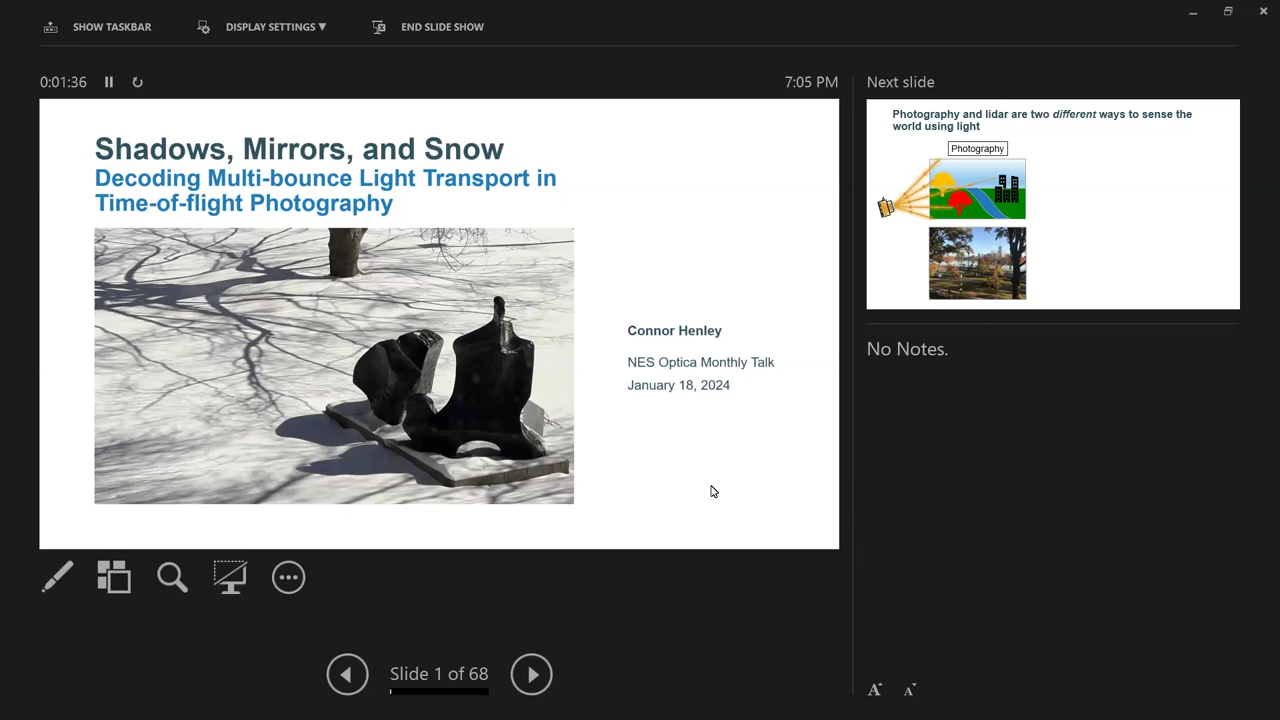 SHOW TASKBAR
DISPLAY SETTINGS ▼
END SLIDE SHOW
0:01:36
7:05 PM
Shadows, Mirrors, and Snow
Decoding Multi-bounce Light Transport in
Time-of-flight Photography
Connor Henley
NES Optica Monthly Talk
January 18, 2024
Slide 1 of 68
Next slide
Photography and lidar are two different ways to sense the
world using light
Photography
No Notes.
A
A